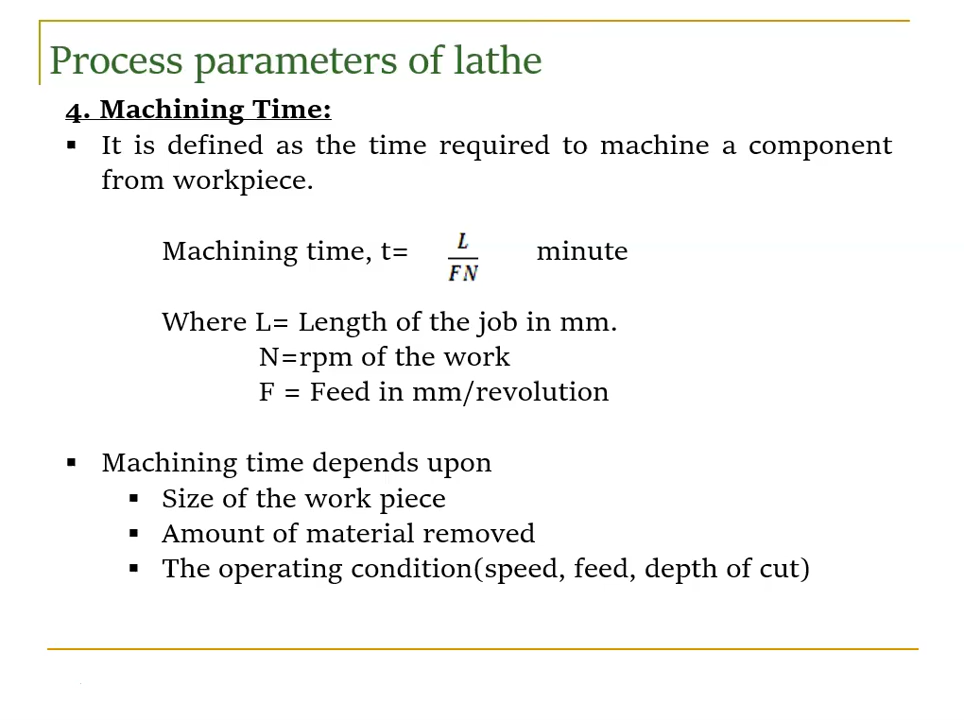 Process parameters of lathe
4. Machining Time:
▪ It is defined as the time required to machine a component
from workpiece.
Machining time, t= L/FN minute
Where L= Length of the job in mm.
N=rpm of the work
F = Feed in mm/revolution
▪ Machining time depends upon
▪ Size of the work piece
▪ Amount of material removed
▪ The operating condition(speed, feed, depth of cut)